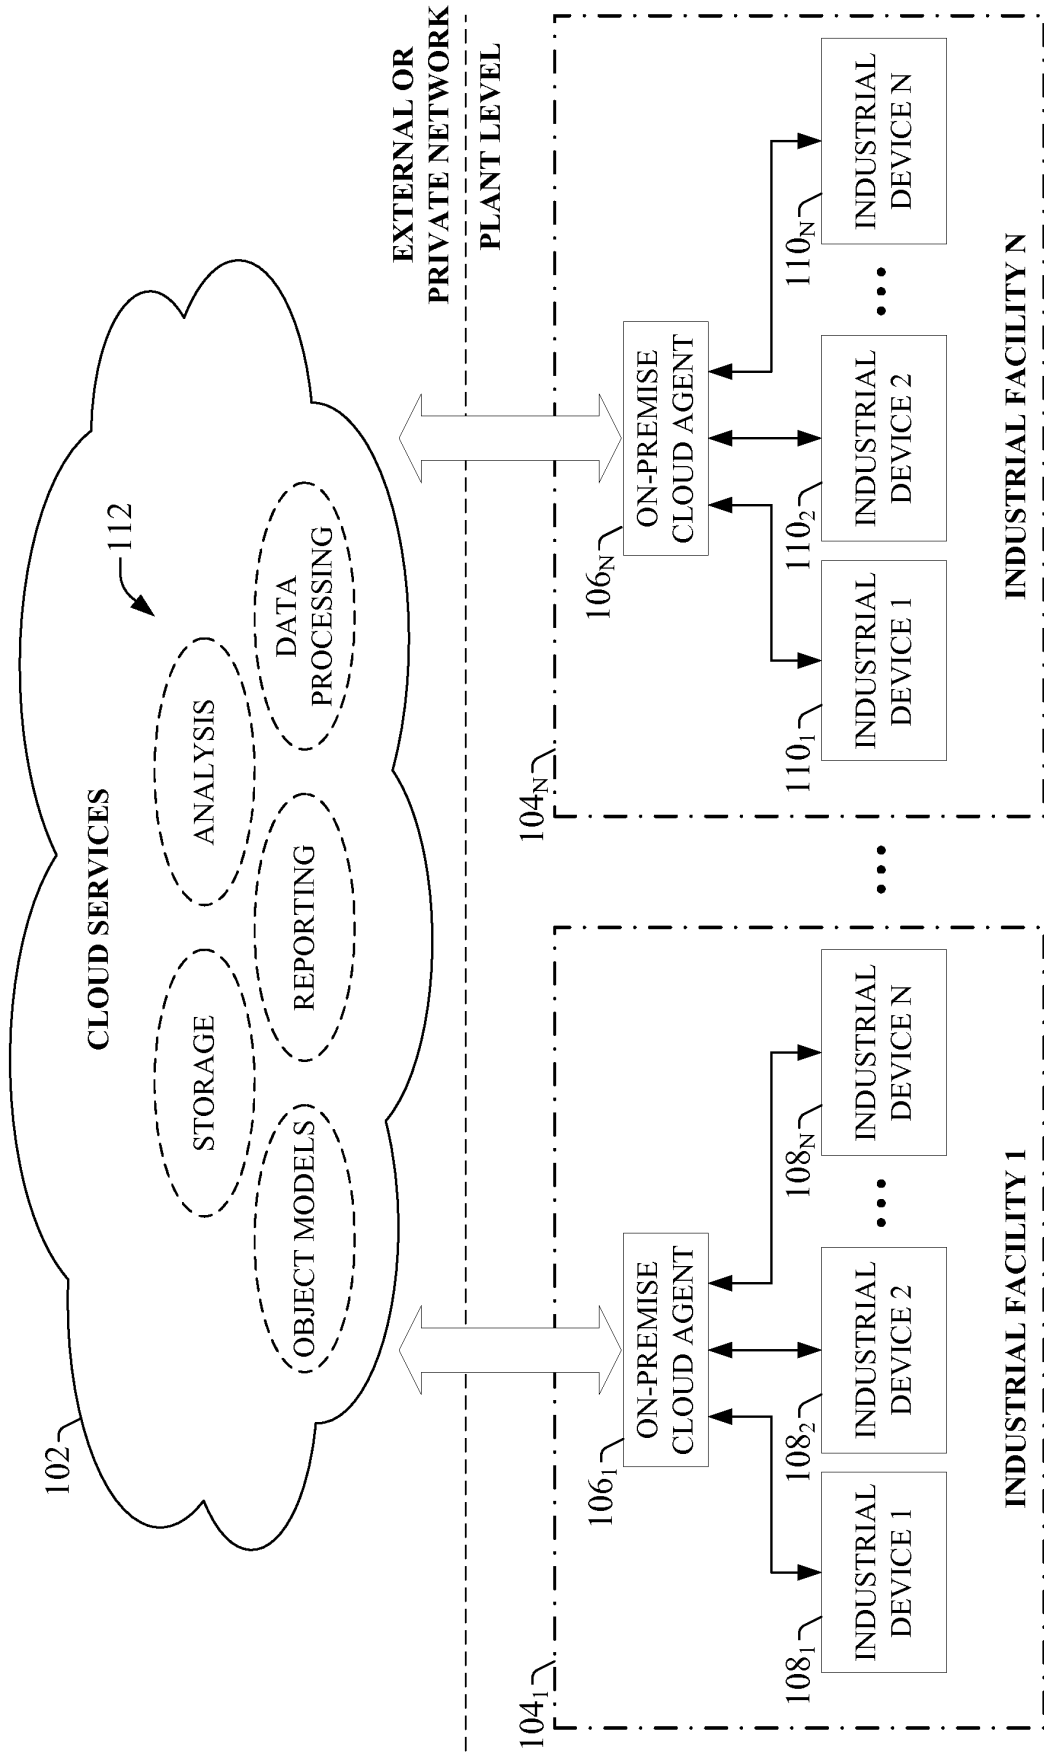 102
CLOUD SERVICES
112
STORAGE
ANALYSIS
OBJECT MODELS
REPORTING
DATA
PROCESSING
EXTERNAL OR
PRIVATE NETWORK
PLANT LEVEL
104₁
106₁
ON-PREMISE
CLOUD AGENT
108₁
INDUSTRIAL
DEVICE 1
108₂
INDUSTRIAL
DEVICE 2
•••
108N
INDUSTRIAL
DEVICE N
INDUSTRIAL FACILITY 1
•••
104N
106N
ON-PREMISE
CLOUD AGENT
110₁
INDUSTRIAL
DEVICE 1
110₂
INDUSTRIAL
DEVICE 2
•••
110N
INDUSTRIAL
DEVICE N
INDUSTRIAL FACILITY N